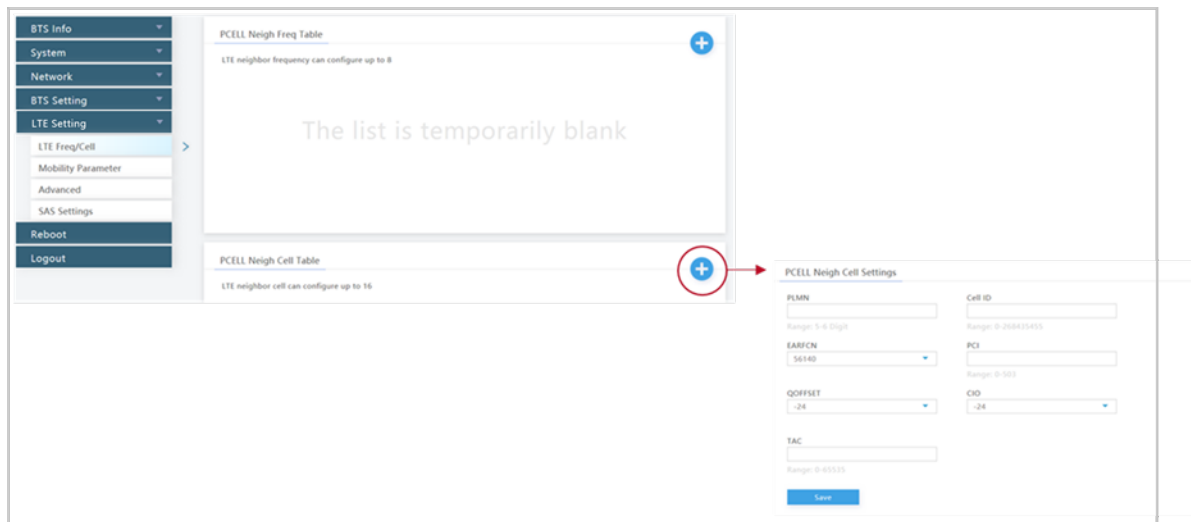 BTS Info
System
Network
BTS Setting
LTE Setting
LTE Freq/Cell
Mobility Parameter
Advanced
SAS Settings
Reboot
Logout
PCELL Neigh Freq Table
LTE neighbor frequency can configure up to 8
The list is temporarily blank
PCELL Neigh Cell Table
LTE neighbor cell can configure up to 16
PCELL Neigh Cell Settings
PLMN Cell ID
Range: 5-6 Digit Range: 0-268435455
EARFCN PCI
56140
Range: 0-503
QOFFSET CIO
-24 -24
TAC
Range: 0-65535
Save